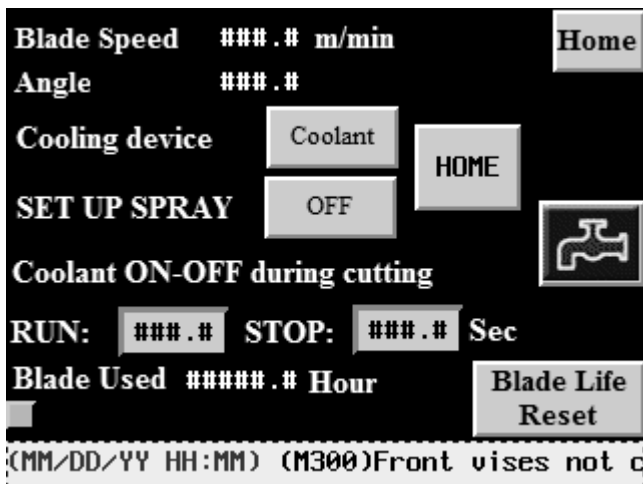 Blade Speed ###.# m/min Home
Angle ###.#
Cooling device Coolant
HOME
SET UP SPRAY OFF
Coolant ON-OFF during cutting
RUN: ###.# STOP: ###.# Sec
Blade Used #####.# Hour
Blade Life
Reset
(MM/DD/YY HH:MM) (M300)Front vises not c